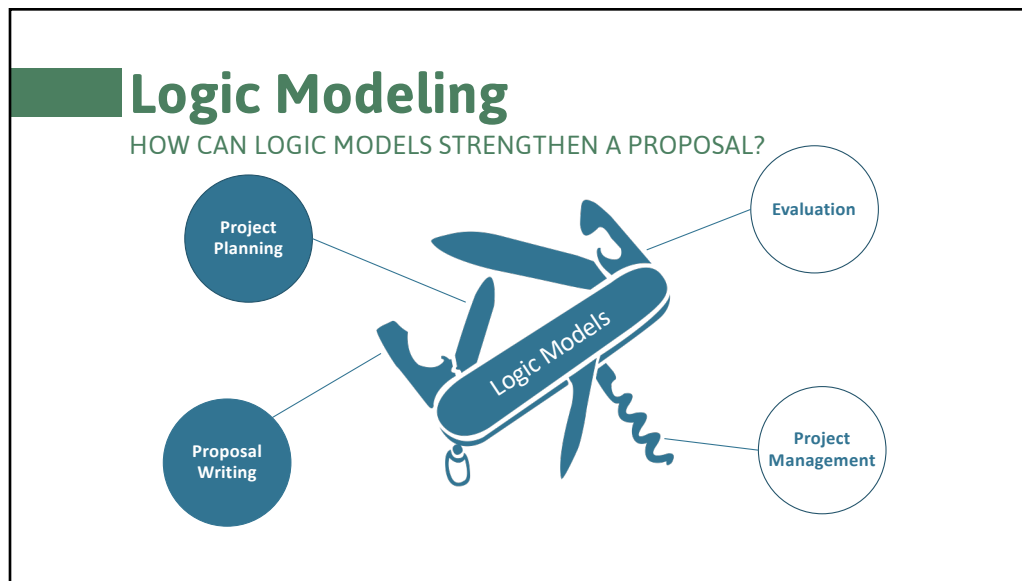 Logic Modeling
HOW CAN LOGIC MODELS STRENGTHEN A PROPOSAL?
Project
Planning
Evaluation
Logic Models
Proposal
Writing
Project
Management